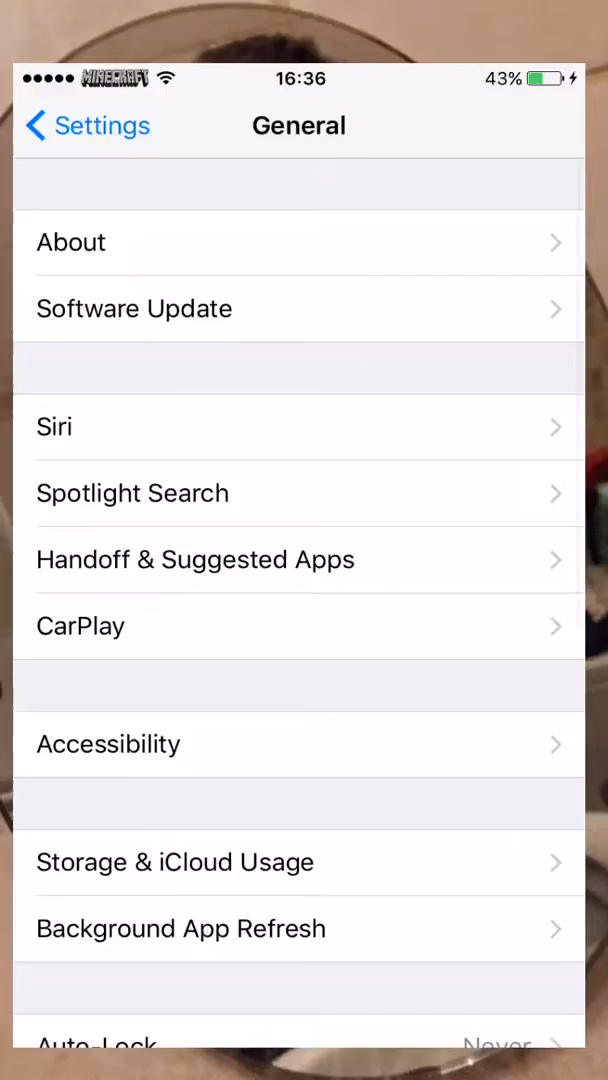 MINECRAFT 16:36 43%
Settings General
About
Software Update
Siri
Spotlight Search
Handoff & Suggested Apps
CarPlay
Accessibility
Storage & iCloud Usage
Background App Refresh
Auto-Lock Never